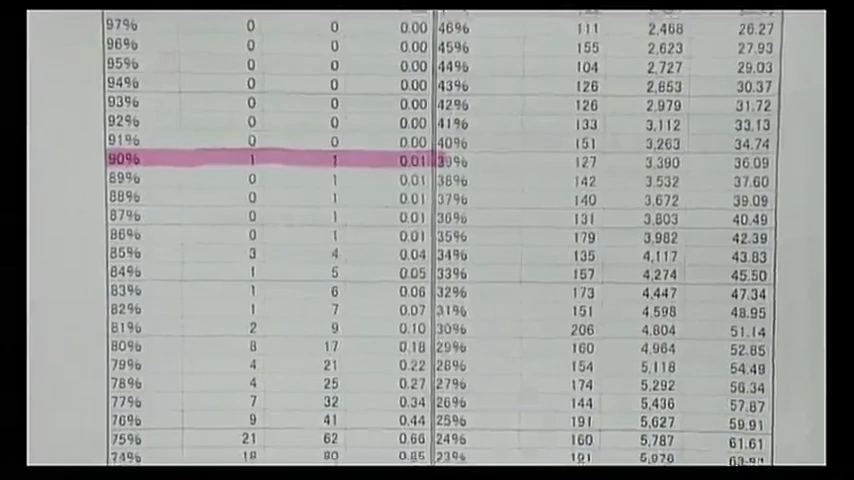 97% 0 0 0.00 46% 111 2,468 26.27
96% 0 0 0.00 45% 155 2,623 27.93
95% 0 0 0.00 44% 104 2,727 29.03
94% 0 0 0.00 43% 126 2,853 30.37
93% 0 0 0.00 42% 126 2,979 31.72
92% 0 0 0.00 41% 133 3,112 33.13
91% 0 0 0.00 40% 151 3,263 34.74
90% 1 1 0.01 39% 127 3,390 36.09
89% 0 1 0.01 38% 142 3,532 37.60
88% 0 1 0.01 37% 140 3,672 39.09
87% 0 1 0.01 36% 131 3,803 40.49
86% 0 1 0.01 35% 179 3,982 42.39
85% 3 4 0.04 34% 135 4,117 43.83
84% 1 5 0.05 33% 157 4,274 45.50
83% 1 6 0.06 32% 173 4,447 47.34
82% 1 7 0.07 31% 151 4,598 48.95
81% 2 9 0.10 30% 206 4,804 51.14
80% 8 17 0.18 29% 160 4,964 52.85
79% 4 21 0.22 28% 154 5,118 54.49
78% 4 25 0.27 27% 174 5,292 56.34
77% 7 32 0.34 26% 144 5,436 57.87
76% 9 41 0.44 25% 191 5,627 59.91
75% 21 62 0.66 24% 160 5,787 61.61
74% 18 80 0.85 23% 191